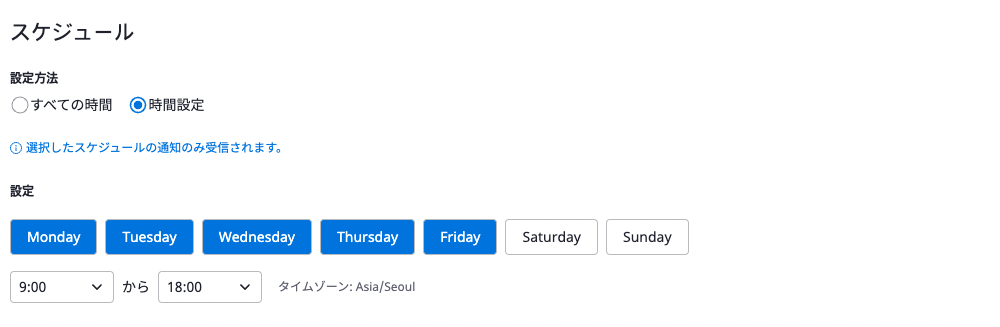 スケジュール
設定方法
すべての時間 時間設定
選択したスケジュールの通知のみ受信されます。
設定
Monday Tuesday Wednesday Thursday Friday Saturday Sunday
9:00 から 18:00 タイムゾーン: Asia/Seoul